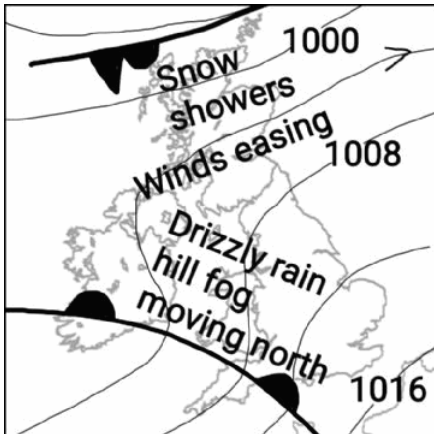 1000
Snow
showers
Winds easing
1008
Drizzly rain
hill fog
moving north
1016